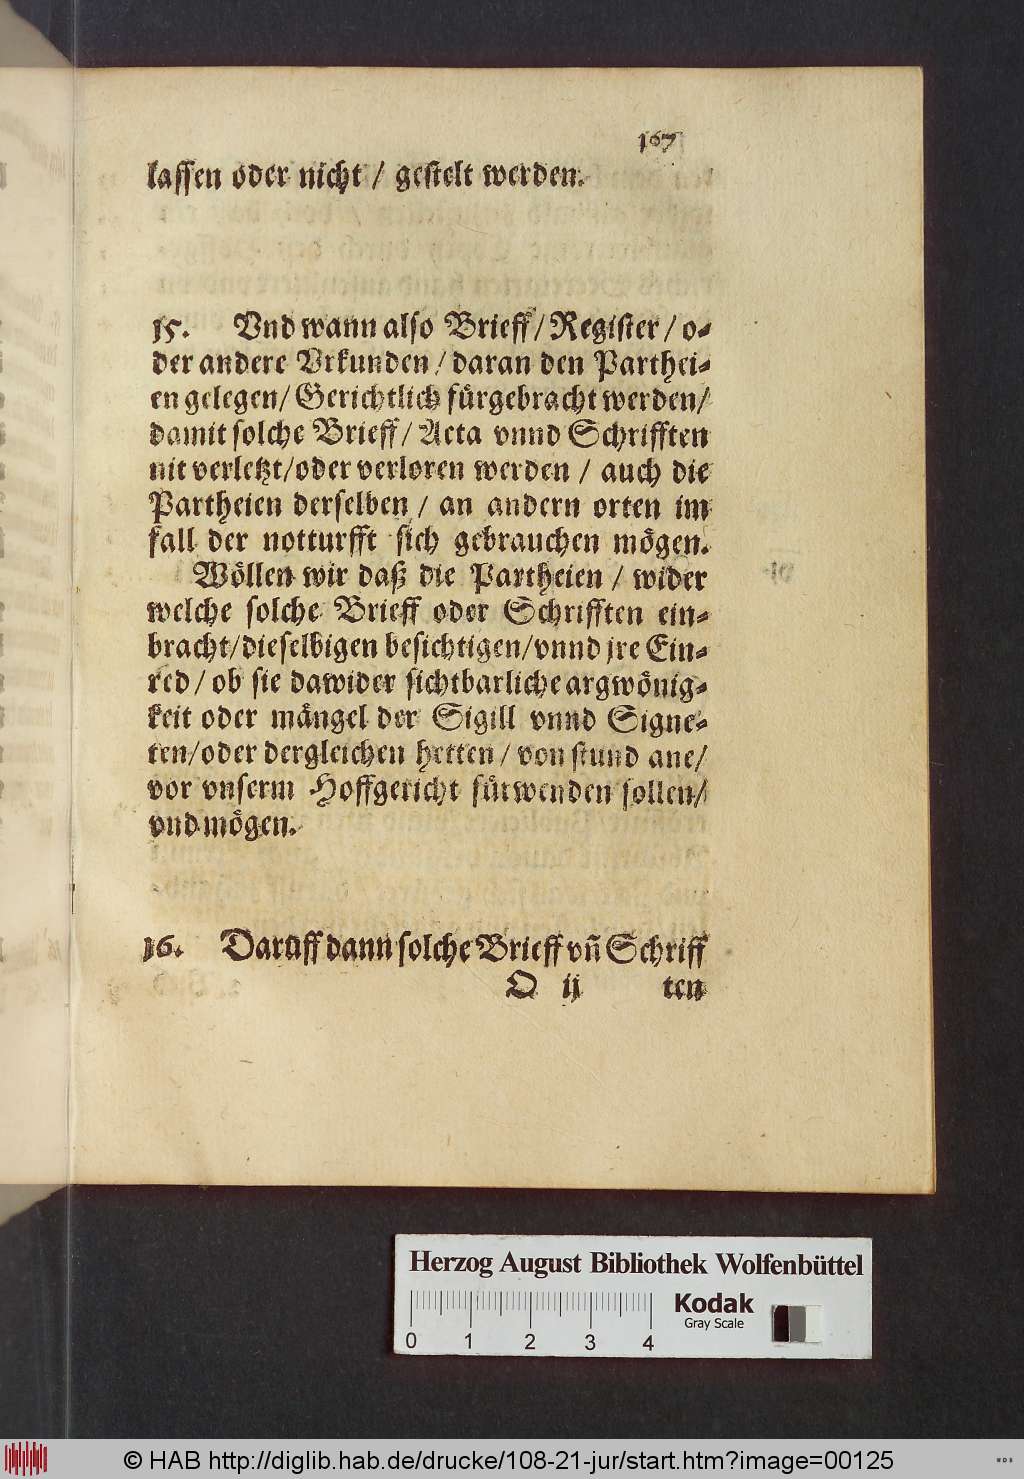 167
lassen oder nicht / gestelt werden.
15. Vnd wann also Brieff / Register / o-
der andere Vrkunden / daran den Parthei-
en gelegen / Gerichtlich fürgebracht werden /
damit solche Brieff / Acta vnnd Schrifften
nit verletzt / oder verloren werden / auch die
Partheien derselben / an andern orten im
fall der notturfft sich gebrauchen mögen.
Wöllen wir daß die Partheien / wider
welche solche Brieff oder Schrifften ein-
bracht / dieselbigen besichtigen / vnnd jre Ein-
red / ob sie dawider sichtbarliche argwönig-
keit oder mängel der Sigill vnnd Signe-
ten / oder dergleichen hetten / von stund ane /
vor vnserm Hoffgericht fürwenden sollen /
vnd mögen.
16. Darauff dann solche Brieff vñ Schriff
O ij ten
Herzog August Bibliothek Wolfenbüttel
Kodak
Gray Scale
0 1 2 3 4
© HAB http://diglib.hab.de/drucke/108-21-jur/start.htm?image=00125